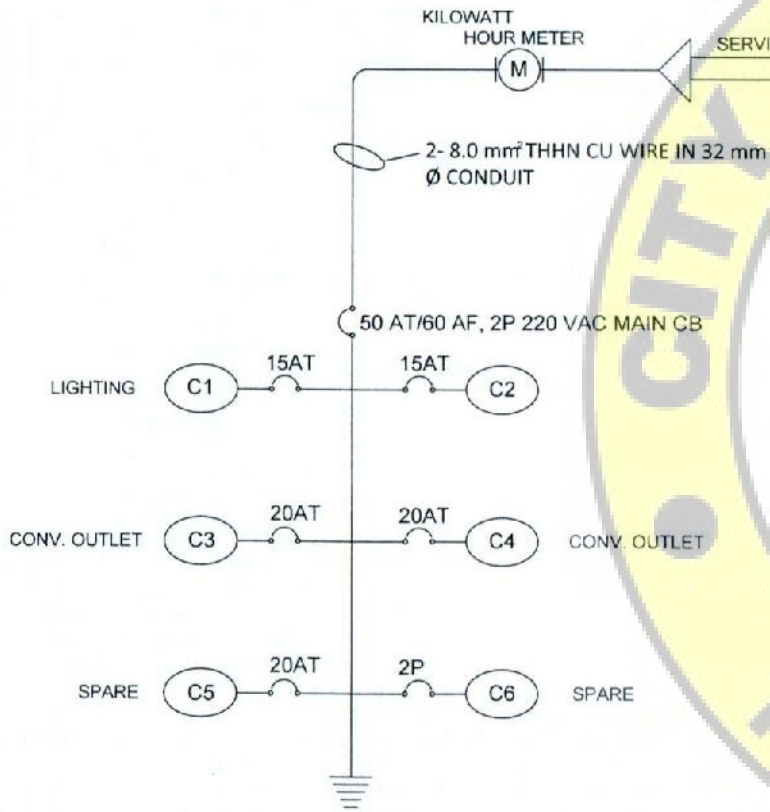 KILOWATT
HOUR METER
M
2- 8.0 mm² THHN CU WIRE IN 32 mm
Ø CONDUIT
50 AT/60 AF, 2P 220 VAC MAIN CB
15AT 15AT
LIGHTING C1 C2
20AT 20AT
CONV. OUTLET C3 C4 CONV. OUTLET
20AT 2P
SPARE C5 C6 SPARE
CITY